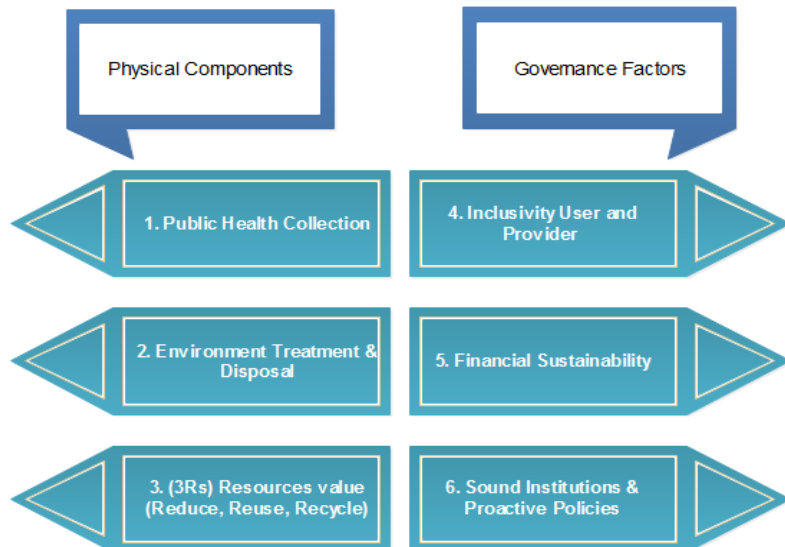 Physical Components
Governance Factors
1. Public Health Collection
4. Inclusivity User and
Provider
2. Environment Treatment &
Disposal
5. Financial Sustainability
3. (3Rs) Resources value
(Reduce, Reuse, Recycle)
6. Sound Institutions &
Proactive Policies